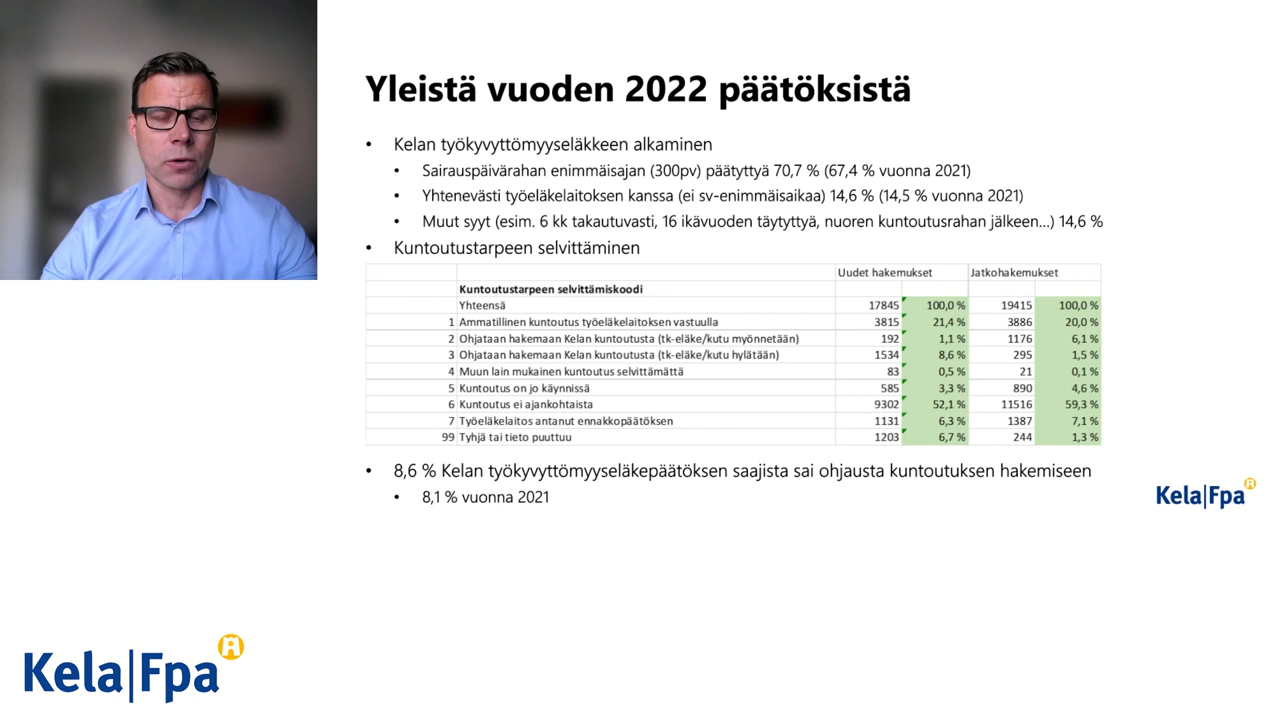 Yleistä vuoden 2022 päätöksistä
• Kelan työkyvyttömyyseläkkeen alkaminen
• Sairauspäivärahan enimmäisajan (300pv) päätyttyä 70,7 % (67,4 % vuonna 2021)
• Yhtenevästi työeläkelaitoksen kanssa (ei sv-enimmäisaikaa) 14,6 % (14,5 % vuonna 2021)
• Muut syyt (esim. 6 kk takautuvasti, 16 ikävuoden täytyttyä, nuoren kuntoutusrahan jälkeen...) 14,6 %
• Kuntoutustarpeen selvittäminen
Uudet hakemukset Jatkohakemukset
Kuntoutustarpeen selvittämiskoodi
Yhteensä 17845 100,0 % 19415 100,0 %
1 Ammatillinen kuntoutus työeläkelaitoksen vastuulla 3815 21,4 % 3886 20,0 %
2 Ohjataan hakemaan Kelan kuntoutusta (tk-eläke/kutu myönnetään) 192 1,1 % 1176 6,1 %
3 Ohjataan hakemaan Kelan kuntoutusta (tk-eläke/kutu hylätään) 1534 8,6 % 295 1,5 %
4 Muun lain mukainen kuntoutus selvittämättä 83 0,5 % 21 0,1 %
5 Kuntoutus on jo käynnissä 585 3,3 % 890 4,6 %
6 Kuntoutus ei ajankohtaista 9302 52,1 % 11516 59,3 %
7 Työeläkelaitos antanut ennakkopäätöksen 1131 6,3 % 1387 7,1 %
99 Tyhjä tai tieto puuttuu 1203 6,7 % 244 1,3 %
• 8,6 % Kelan työkyvyttömyyseläkepäätöksen saajista sai ohjausta kuntoutuksen hakemiseen
• 8,1 % vuonna 2021
Kela|Fpa
Kela|Fpa